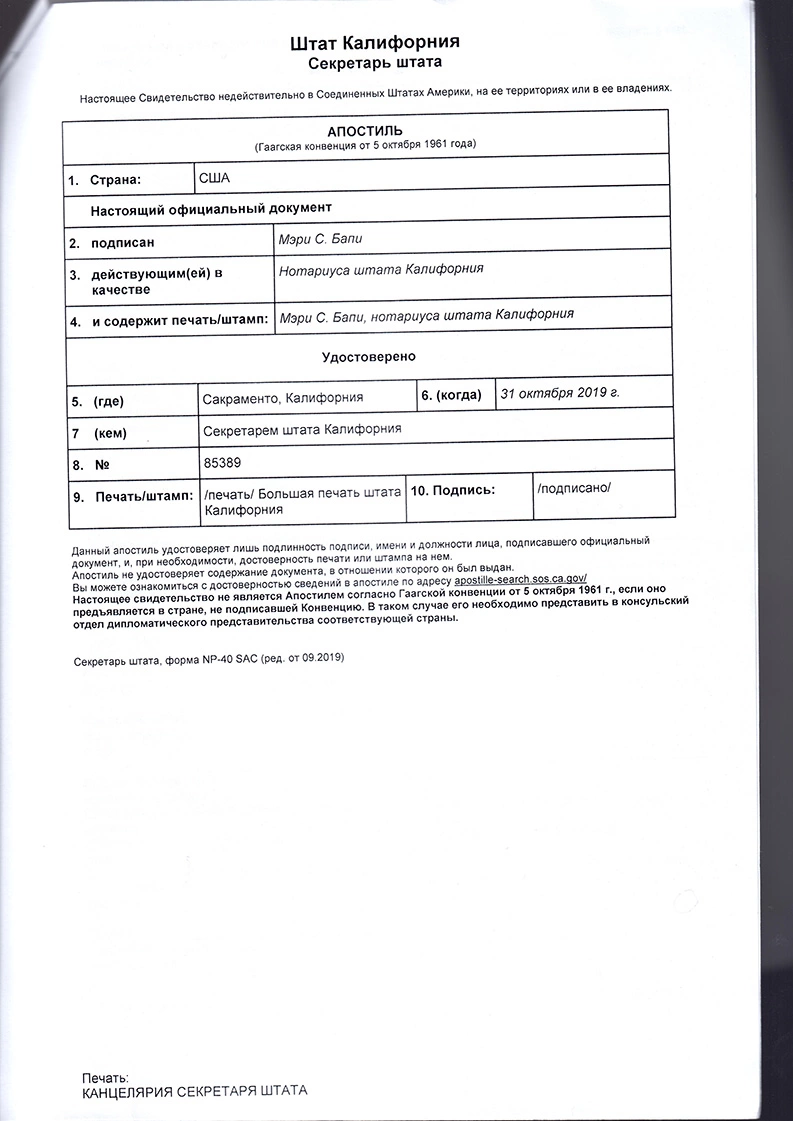 Штат Калифорния
Секретарь штата
Настоящее Свидетельство недействительно в Соединенных Штатах Америки, на ее территориях или в ее владениях.
АПОСТИЛЬ
(Гаагская конвенция от 5 октября 1961 года)
1. Страна: США
Настоящий официальный документ
2. подписан Мэри С. Бапи
3. действующим(ей) в
качестве Нотариуса штата Калифорния
4. и содержит печать/штамп: Мэри С. Бапи, нотариуса штата Калифорния
Удостоверено
5. (где) Сакраменто, Калифорния 6. (когда) 31 октября 2019 г.
7 (кем) Секретарем штата Калифорния
8. № 85389
9. Печать/штамп: /печать/ Большая печать штата
Калифорния 10. Подпись: /подписано/
Данный апостиль удостоверяет лишь подлинность подписи, имени и должности лица, подписавшего официальный
документ, и, при необходимости, достоверность печати или штампа на нем.
Апостиль не удостоверяет содержание документа, в отношении которого он был выдан.
Вы можете ознакомиться с достоверностью сведений в апостиле по адресу apostille-search.sos.ca.gov/
Настоящее свидетельство не является Апостилем согласно Гаагской конвенции от 5 октября 1961 г., если оно
предъявляется в стране, не подписавшей Конвенцию. В таком случае его необходимо представить в консульский
отдел дипломатического представительства соответствующей страны.
Секретарь штата, форма NP-40 SAC (ред. от 09.2019)
Печать:
КАНЦЕЛЯРИЯ СЕКРЕТАРЯ ШТАТА